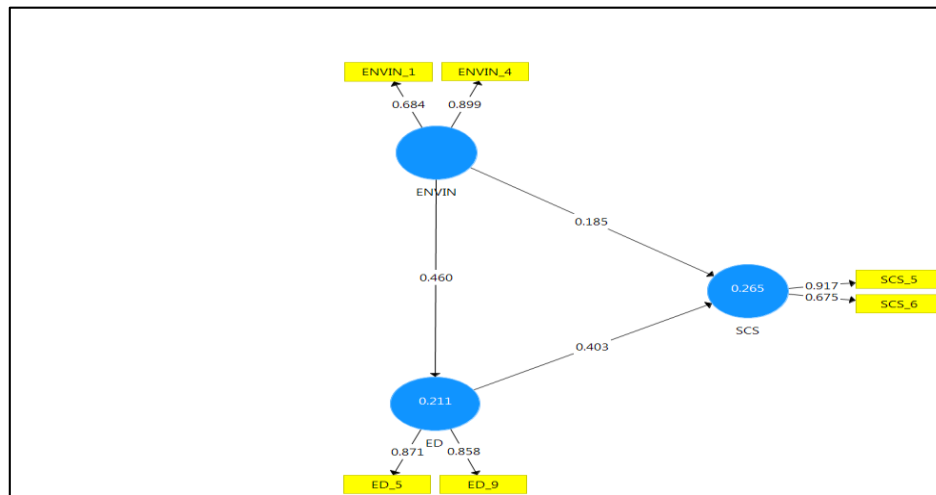 ENVIN_1 ENVIN_4
0.684 0.899
ENVIN
0.185
0.460
0.265
SCS_5
0.917
0.675
SCS_6
SCS
0.403
0.211
ED
0.871 0.858
ED_5 ED_9